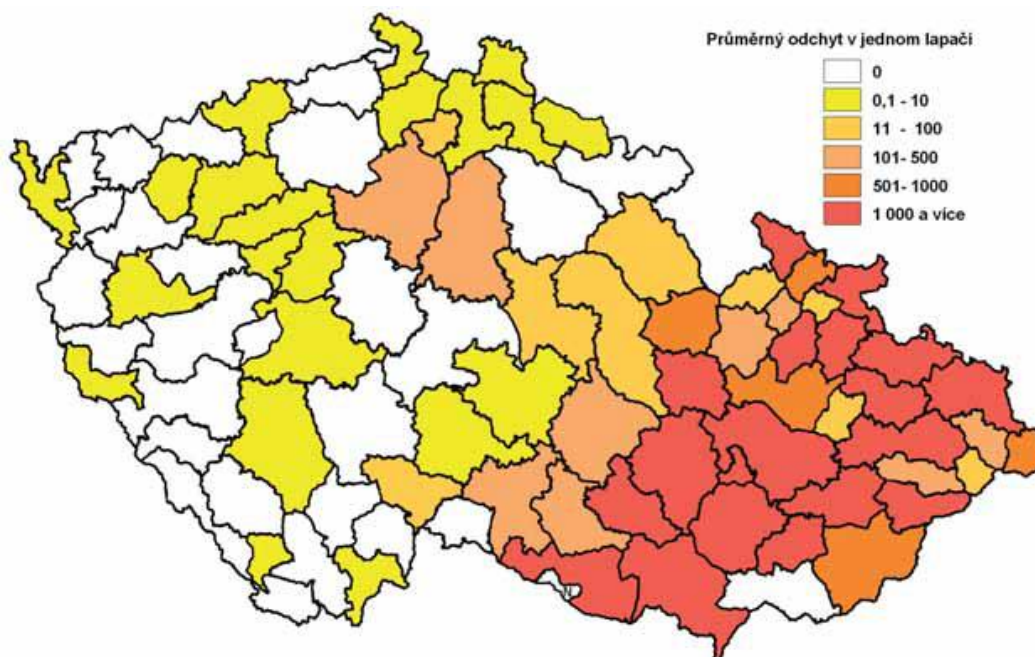 Průměrný odchyt v jednom lapači
0
0,1 - 10
11 - 100
101- 500
501- 1000
1 000 a více
N